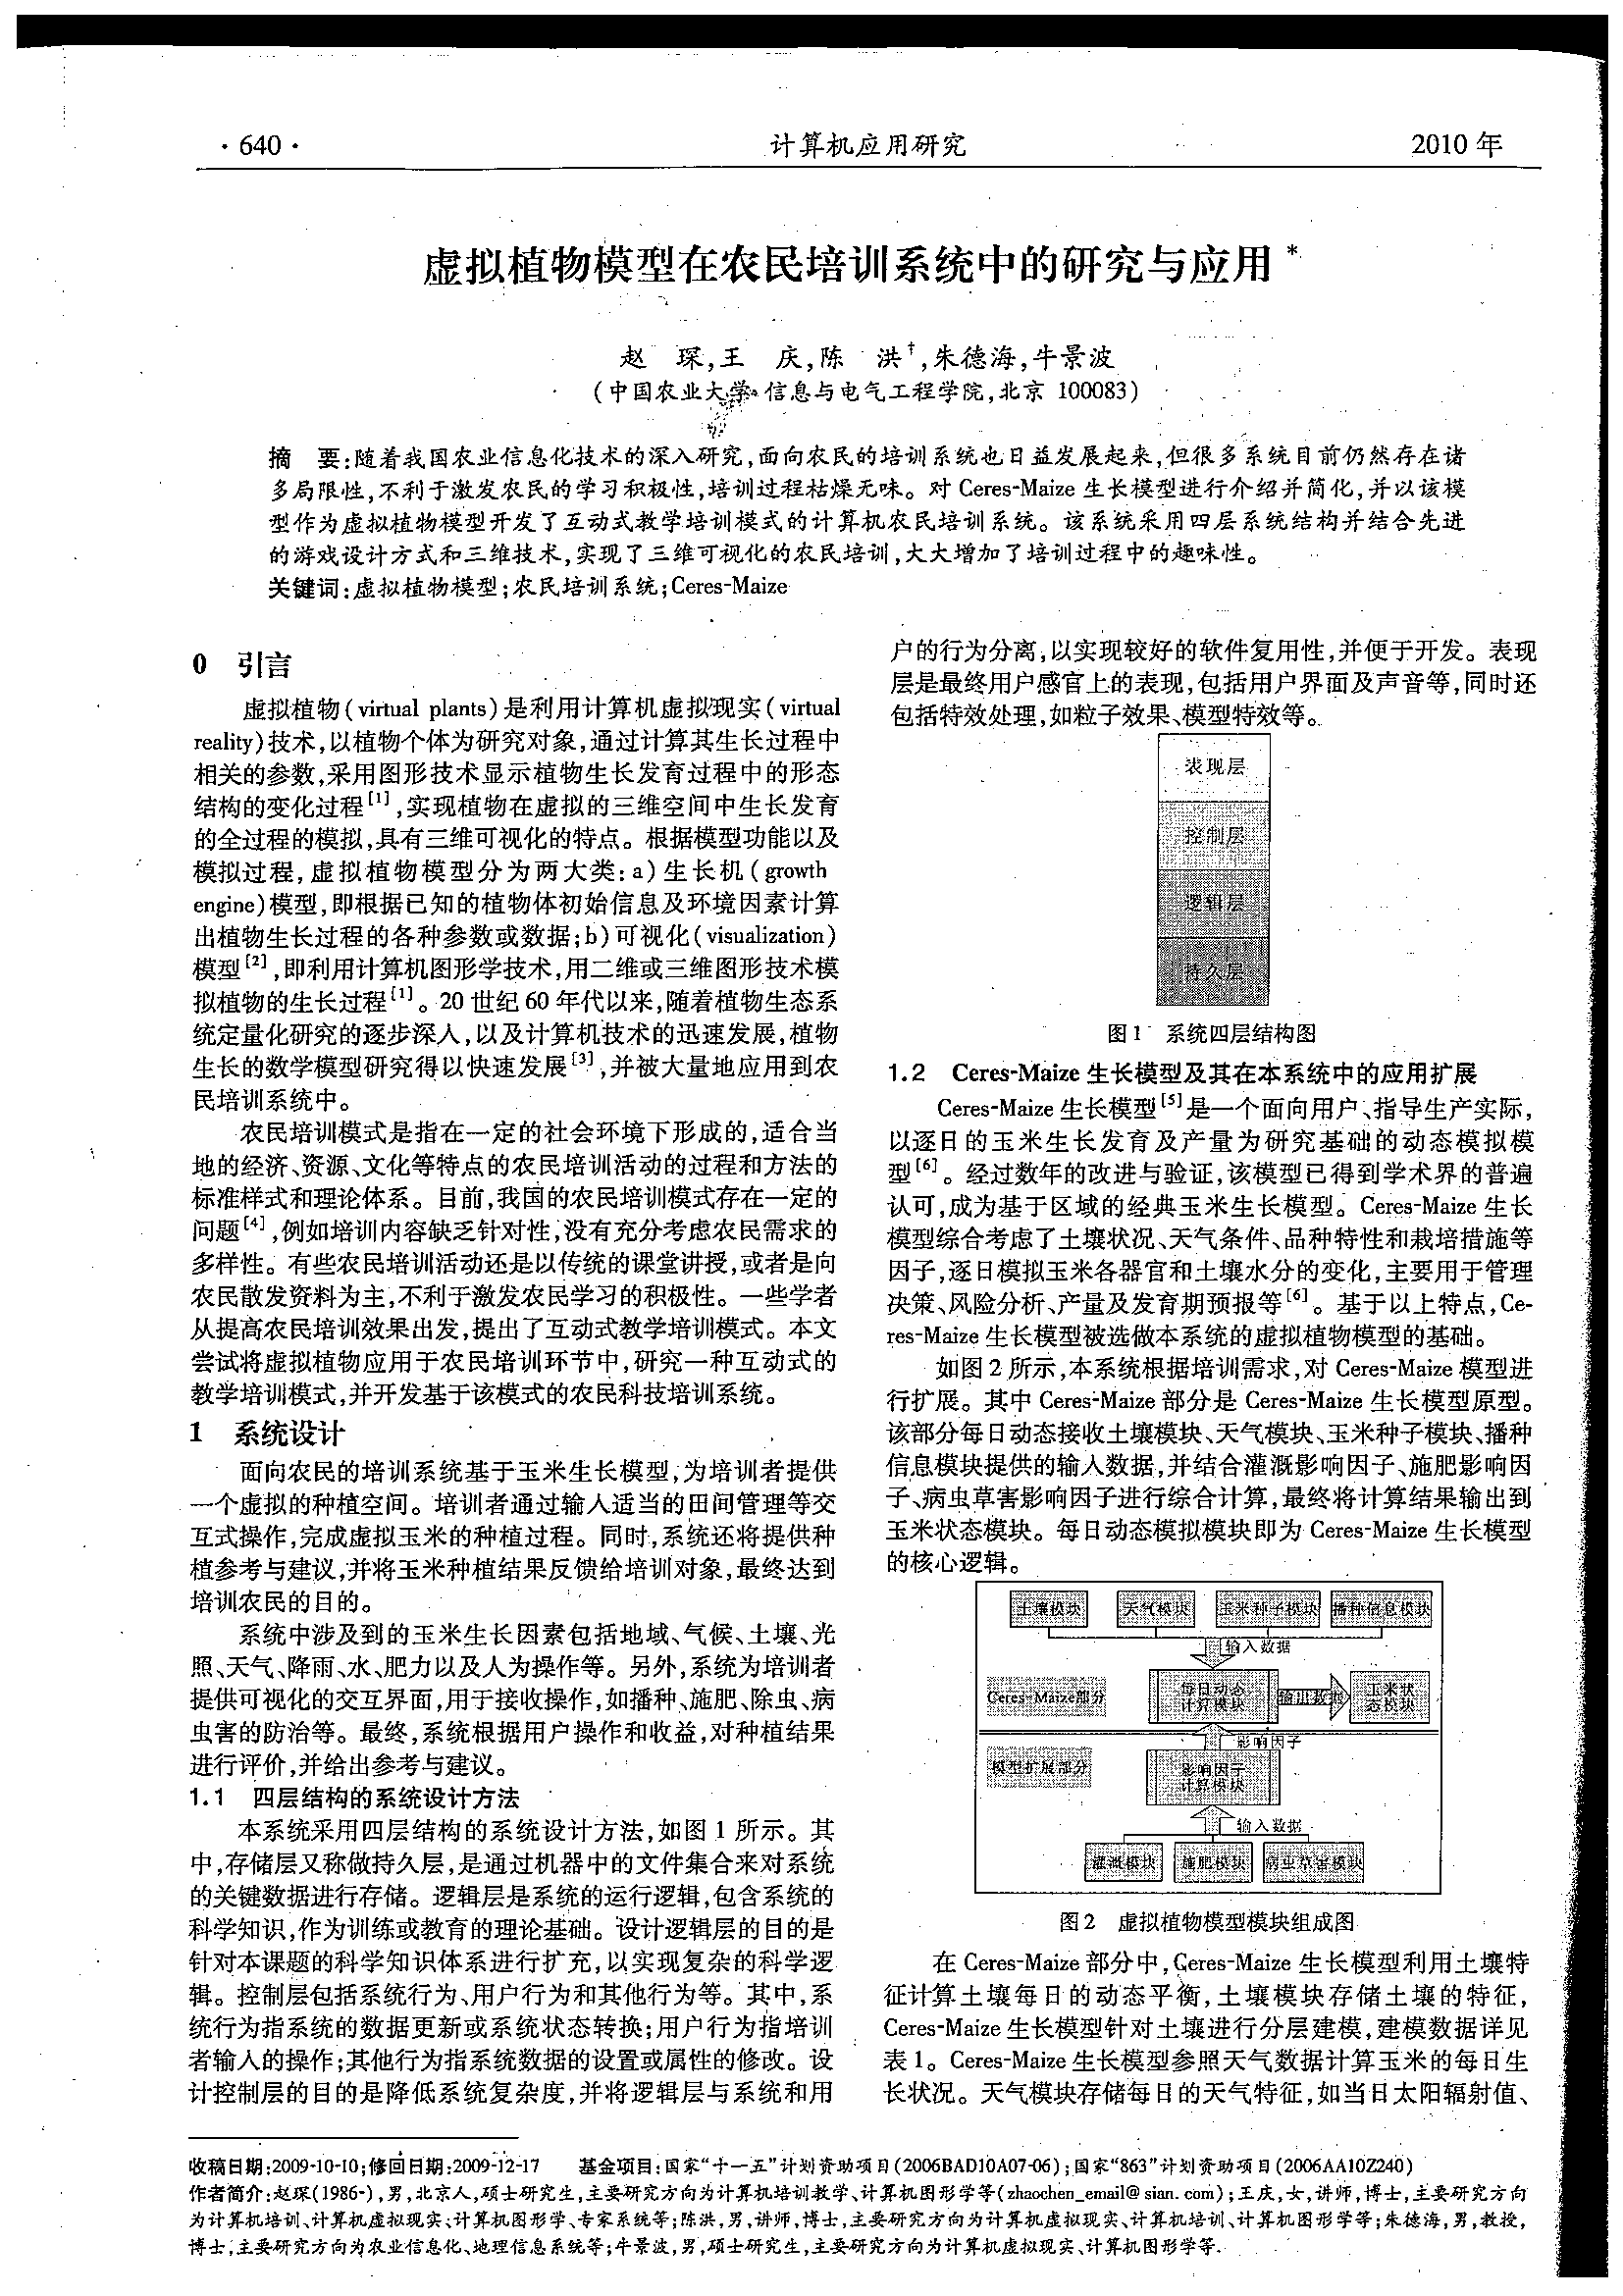 · 640 ·
计算机应用研究
2010 年
虚拟植物模型在农民培训系统中的研究与应用 *
赵 琛,王 庆,陈 洪†,朱德海,牛景波
(中国农业大学 信息与电气工程学院,北京 100083)
摘 要:随着我国农业信息化技术的深入研究,面向农民的培训系统也日益发展起来,但很多系统目前仍然存在诸
多局限性,不利于激发农民的学习积极性,培训过程枯燥无味。对 Ceres-Maize 生长模型进行介绍并简化,并以该模
型作为虚拟植物模型开发了互动式教学培训模式的计算机农民培训系统。该系统采用四层系统结构并结合先进
的游戏设计方式和三维技术,实现了三维可视化的农民培训,大大增加了培训过程中的趣味性。
关键词:虚拟植物模型;农民培训系统;Ceres-Maize
0 引言
虚拟植物(virtual plants)是利用计算机虚拟现实(virtual
reality)技术,以植物个体为研究对象,通过计算其生长过程中
相关的参数,采用图形技术显示植物生长发育过程中的形态
结构的变化过程[1],实现植物在虚拟的三维空间中生长发育
的全过程的模拟,具有三维可视化的特点。根据模型功能以及
模拟过程,虚拟植物模型分为两大类:a)生长机(growth
engine)模型,即根据已知的植物体初始信息及环境因素计算
出植物生长过程的各种参数或数据;b)可视化(visualization)
模型[2],即利用计算机图形学技术,用二维或三维图形技术模
拟植物的生长过程[1]。20 世纪 60 年代以来,随着植物生态系
统定量化研究的逐步深入,以及计算机技术的迅速发展,植物
生长的数学模型研究得以快速发展[3],并被大量地应用到农
民培训系统中。
农民培训模式是指在一定的社会环境下形成的,适合当
地的经济、资源、文化等特点的农民培训活动的过程和方法的
标准样式和理论体系。目前,我国的农民培训模式存在一定的
问题[4],例如培训内容缺乏针对性,没有充分考虑农民需求的
多样性。有些农民培训活动还是以传统的课堂讲授,或者是向
农民散发资料为主,不利于激发农民学习的积极性。一些学者
从提高农民培训效果出发,提出了互动式教学培训模式。本文
尝试将虚拟植物应用于农民培训环节中,研究一种互动式的
教学培训模式,并开发基于该模式的农民科技培训系统。
1 系统设计
面向农民的培训系统基于玉米生长模型,为培训者提供
一个虚拟的种植空间。培训者通过输入适当的田间管理等交
互式操作,完成虚拟玉米的种植过程。同时,系统还将提供种
植参考与建议,并将玉米种植结果反馈给培训对象,最终达到
培训农民的目的。
系统中涉及到的玉米生长因素包括地域、气候、土壤、光
照、天气、降雨、水、肥力以及人为操作等。另外,系统为培训者
提供可视化的交互界面,用于接收操作,如播种、施肥、除虫、病
虫害的防治等。最终,系统根据用户操作和收益,对种植结果
进行评价,并给出参考与建议。
1.1 四层结构的系统设计方法
本系统采用四层结构的系统设计方法,如图 1 所示。其
中,存储层又称做持久层,是通过机器中的文件集合来对系统
的关键数据进行存储。逻辑层是系统的运行逻辑,包含系统的
科学知识,作为训练或教育的理论基础。设计逻辑层的目的是
针对本课题的科学知识体系进行扩充,以实现复杂的科学逻
辑。控制层包括系统行为、用户行为和其他行为等。其中,系
统行为指系统的数据更新或系统状态转换;用户行为指培训
者输入的操作;其他行为指系统数据的设置或属性的修改。设
计控制层的目的是降低系统复杂度,并将逻辑层与系统和用
户的行为分离,以实现较好的软件复用性,并便于开发。表现
层是最终用户感官上的表现,包括用户界面及声音等,同时还
包括特效处理,如粒子效果、模型特效等。
表现层
控制层
逻辑层
持久层
图 1 系统四层结构图
1.2 Ceres-Maize 生长模型及其在本系统中的应用扩展
Ceres-Maize 生长模型[5]是一个面向用户、指导生产实际,
以逐日的玉米生长发育及产量为研究基础的动态模拟模
型[6]。经过数年的改进与验证,该模型已得到学术界的普遍
认可,成为基于区域的经典玉米生长模型。Ceres-Maize 生长
模型综合考虑了土壤状况、天气条件、品种特性和栽培措施等
因子,逐日模拟玉米各器官和土壤水分的变化,主要用于管理
决策、风险分析、产量及发育期预报等[6]。基于以上特点,Ce-
res-Maize 生长模型被选做本系统的虚拟植物模型的基础。
如图 2 所示,本系统根据培训需求,对 Ceres-Maize 模型进
行扩展。其中 Ceres-Maize 部分是 Ceres-Maize 生长模型原型。
该部分每日动态接收土壤模块、天气模块、玉米种子模块、播种
信息模块提供的输入数据,并结合灌溉影响因子、施肥影响因
子、病虫草害影响因子进行综合计算,最终将计算结果输出到
玉米状态模块。每日动态模拟模块即为 Ceres-Maize 生长模型
的核心逻辑。
土壤模块 天气模块 玉米种子模块 播种信息模块
输入数据
Ceres-Maize部分 每日动态 计算模块 输出数据 玉米状 态模块
影响因子
模型扩展部分 影响因子 计算模块
输入数据
灌溉模块 施肥模块 病虫草害模块
图 2 虚拟植物模型模块组成图
在 Ceres-Maize 部分中,Ceres-Maize 生长模型利用土壤特
征计算土壤每日的动态平衡,土壤模块存储土壤的特征,
Ceres-Maize 生长模型针对土壤进行分层建模,建模数据详见
表 1。Ceres-Maize 生长模型参照天气数据计算玉米的每日生
长状况。天气模块存储每日的天气特征,如当日太阳辐射值、
收稿日期:2009-10-10;修回日期:2009-12-17 基金项目:国家“十一五”计划资助项目(2006BAD10A07-06);国家“863”计划资助项目(2006AA10Z240)
作者简介:赵琛(1986-),男,北京人,硕士研究生,主要研究方向为计算机培训教学、计算机图形学等(zhaochen_email@sian.com);王庆,女,讲师,博士,主要研究方向
为计算机培训、计算机虚拟现实、计算机图形学、专家系统等;陈洪,男,讲师,博士,主要研究方向为计算机虚拟现实、计算机培训、计算机图形学等;朱德海,男,教授,
博士,主要研究方向为农业信息化、地理信息系统等;牛景波,男,硕士研究生,主要研究方向为计算机虚拟现实、计算机图形学等.